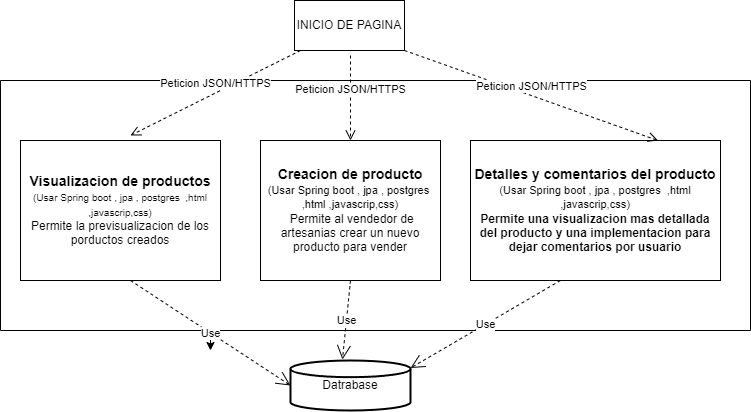 INICIO DE PAGINA
Peticion JSON/HTTPS
Peticion JSON/HTTPS
Peticion JSON/HTTPS
Visualizacion de productos
(Usar Spring boot , jpa , postgres ,html
,javascrip,css)
Permite la previsualizacion de los
porductos creados
Creacion de producto
(Usar Spring boot , jpa , postgres
,html ,javascrip,css)
Permite al vendedor de
artesanias crear un nuevo
producto para vender
Detalles y comentarios del producto
(Usar Spring boot , jpa , postgres ,html
,javascrip,css)
Permite una visualizacion mas detallada
del producto y una implementacion para
dejar comentarios por usuario
Use
Use
Use
Datrabase